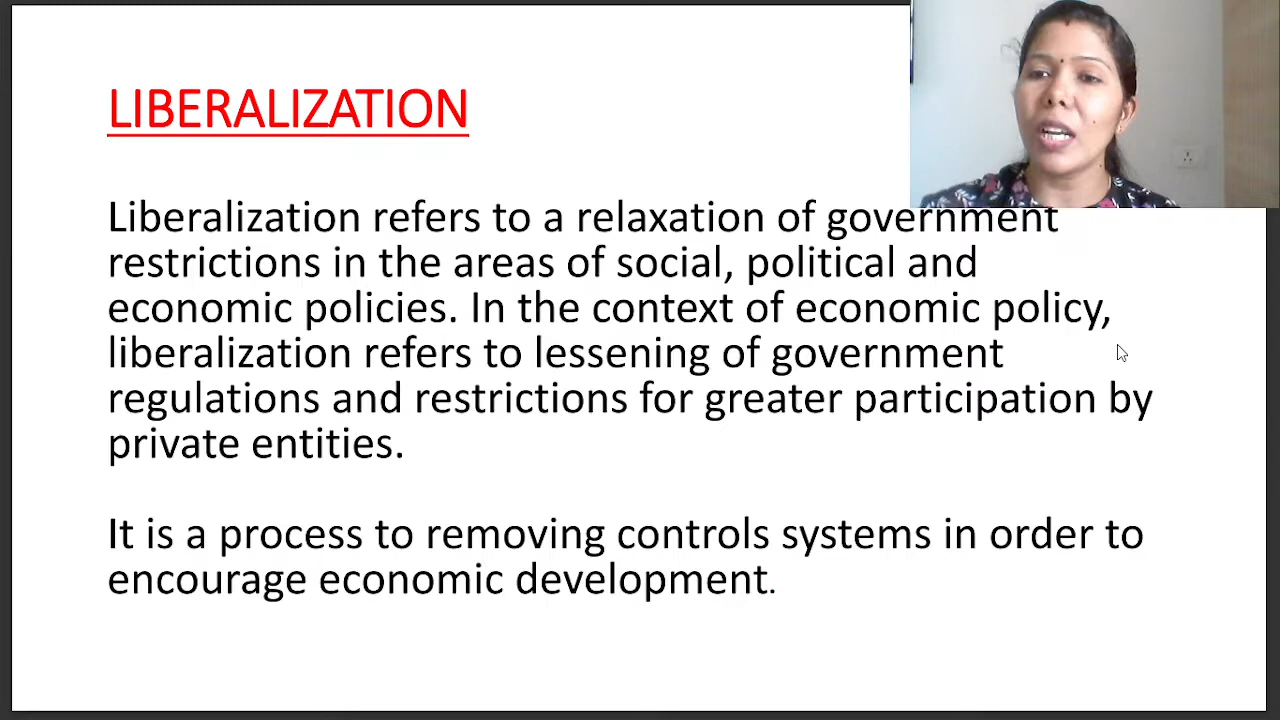 LIBERALIZATION
Liberalization refers to a relaxation of government
restrictions in the areas of social, political and
economic policies. In the context of economic policy,
liberalization refers to lessening of government
regulations and restrictions for greater participation by
private entities.
It is a process to removing controls systems in order to
encourage economic development.